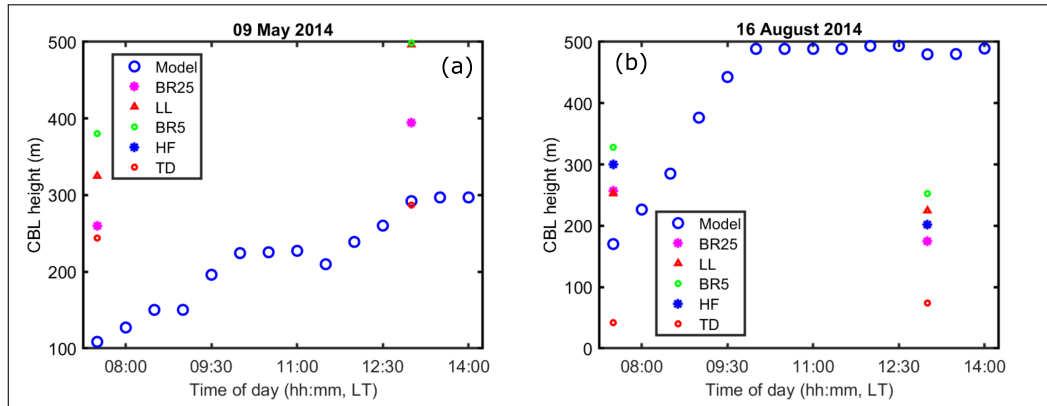 09 May 2014
(a)
500
400
300
200
100
CBL height (m)
Model
BR25
LL
BR5
HF
TD
08:00 09:30 11:00 12:30 14:00
Time of day (hh:mm, LT)
16 August 2014
(b)
500
400
300
200
100
0
CBL height (m)
Model
BR25
LL
BR5
HF
TD
08:00 09:30 11:00 12:30 14:00
Time of day (hh:mm, LT)